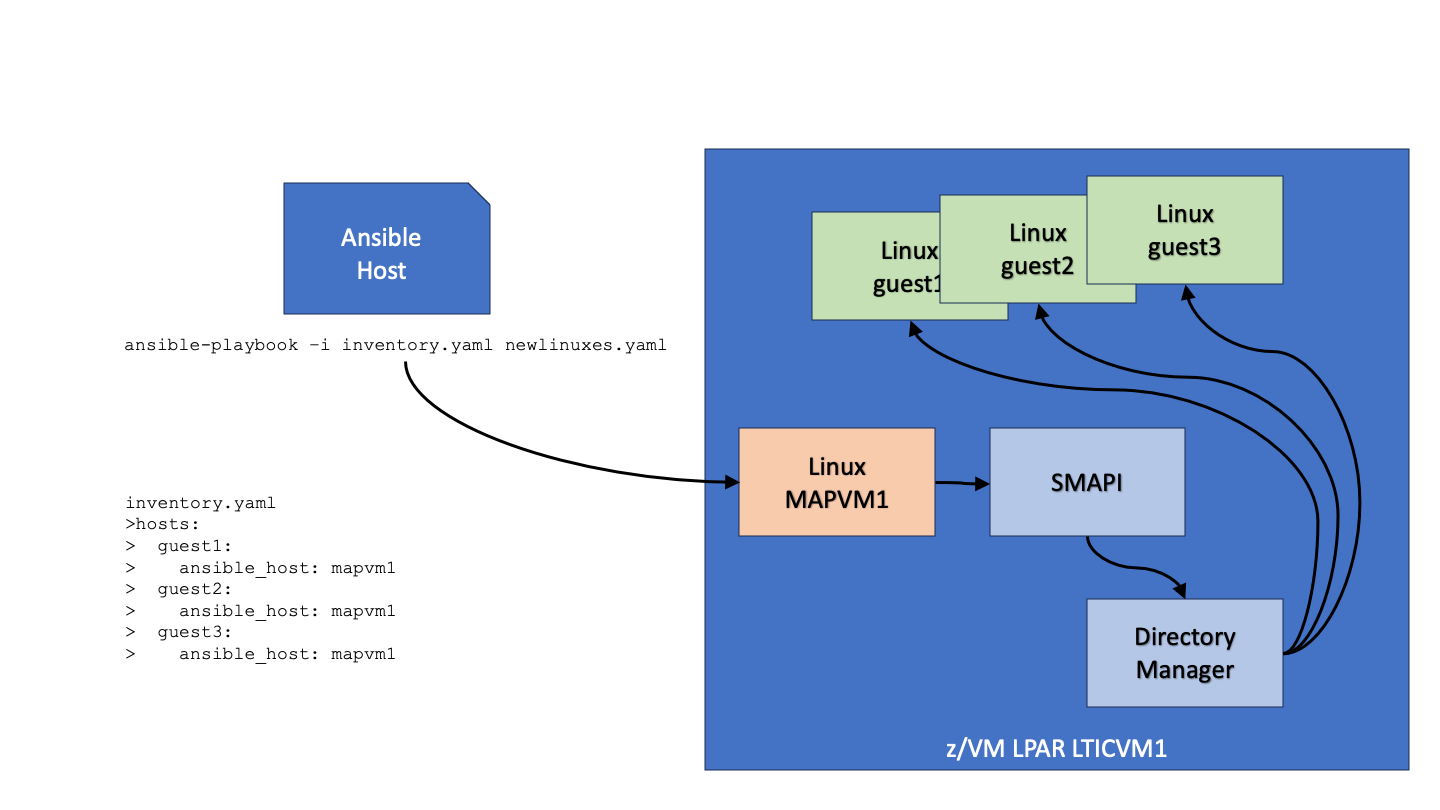 Ansible
Host
ansible-playbook –i inventory.yaml newlinuxes.yaml
inventory.yaml
>hosts:
>  guest1:
>    ansible_host: mapvm1
>  guest2:
>    ansible_host: mapvm1
>  guest3:
>    ansible_host: mapvm1
Linux
guest1
Linux
guest2
Linux
guest3
Linux
MAPVM1
SMAPI
Directory
Manager
z/VM LPAR LTICVM1